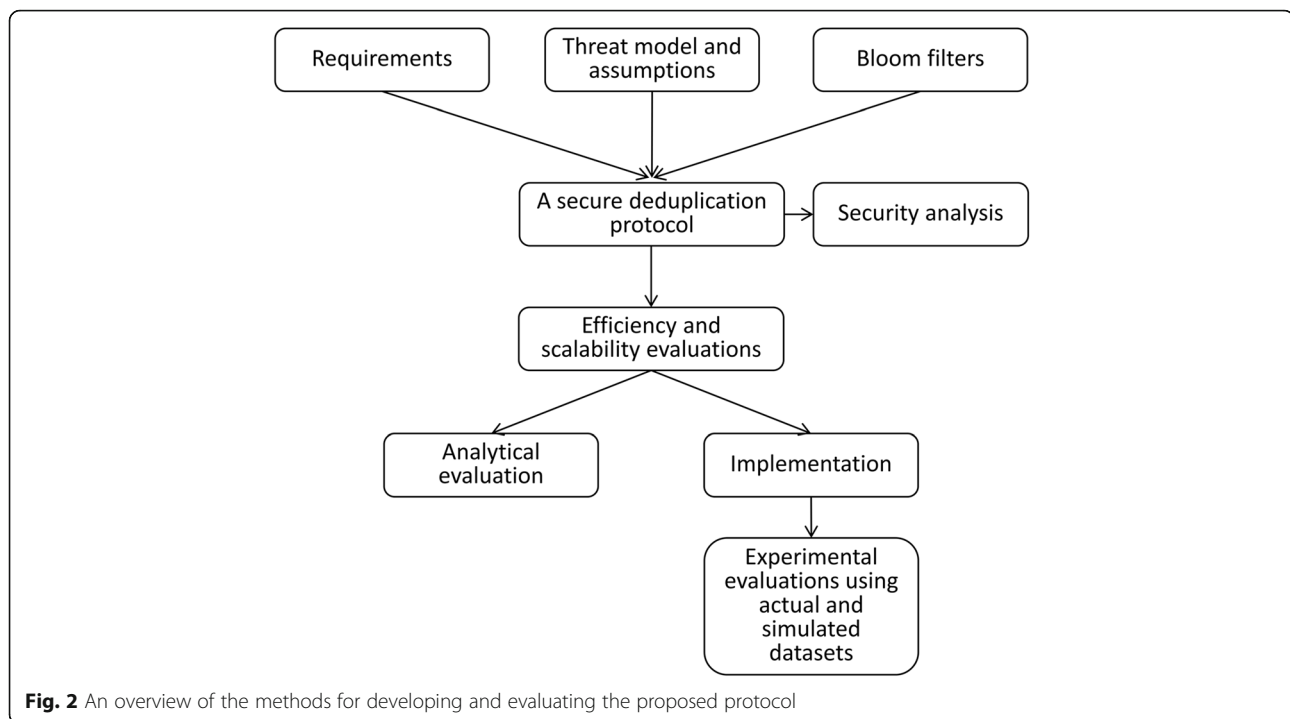 Requirements
Threat model and
assumptions
Bloom filters
A secure deduplication
protocol
Security analysis
Efficiency and
scalability evaluations
Analytical
evaluation
Implementation
Experimental
evaluations using
actual and
simulated
datasets
Fig. 2 An overview of the methods for developing and evaluating the proposed protocol